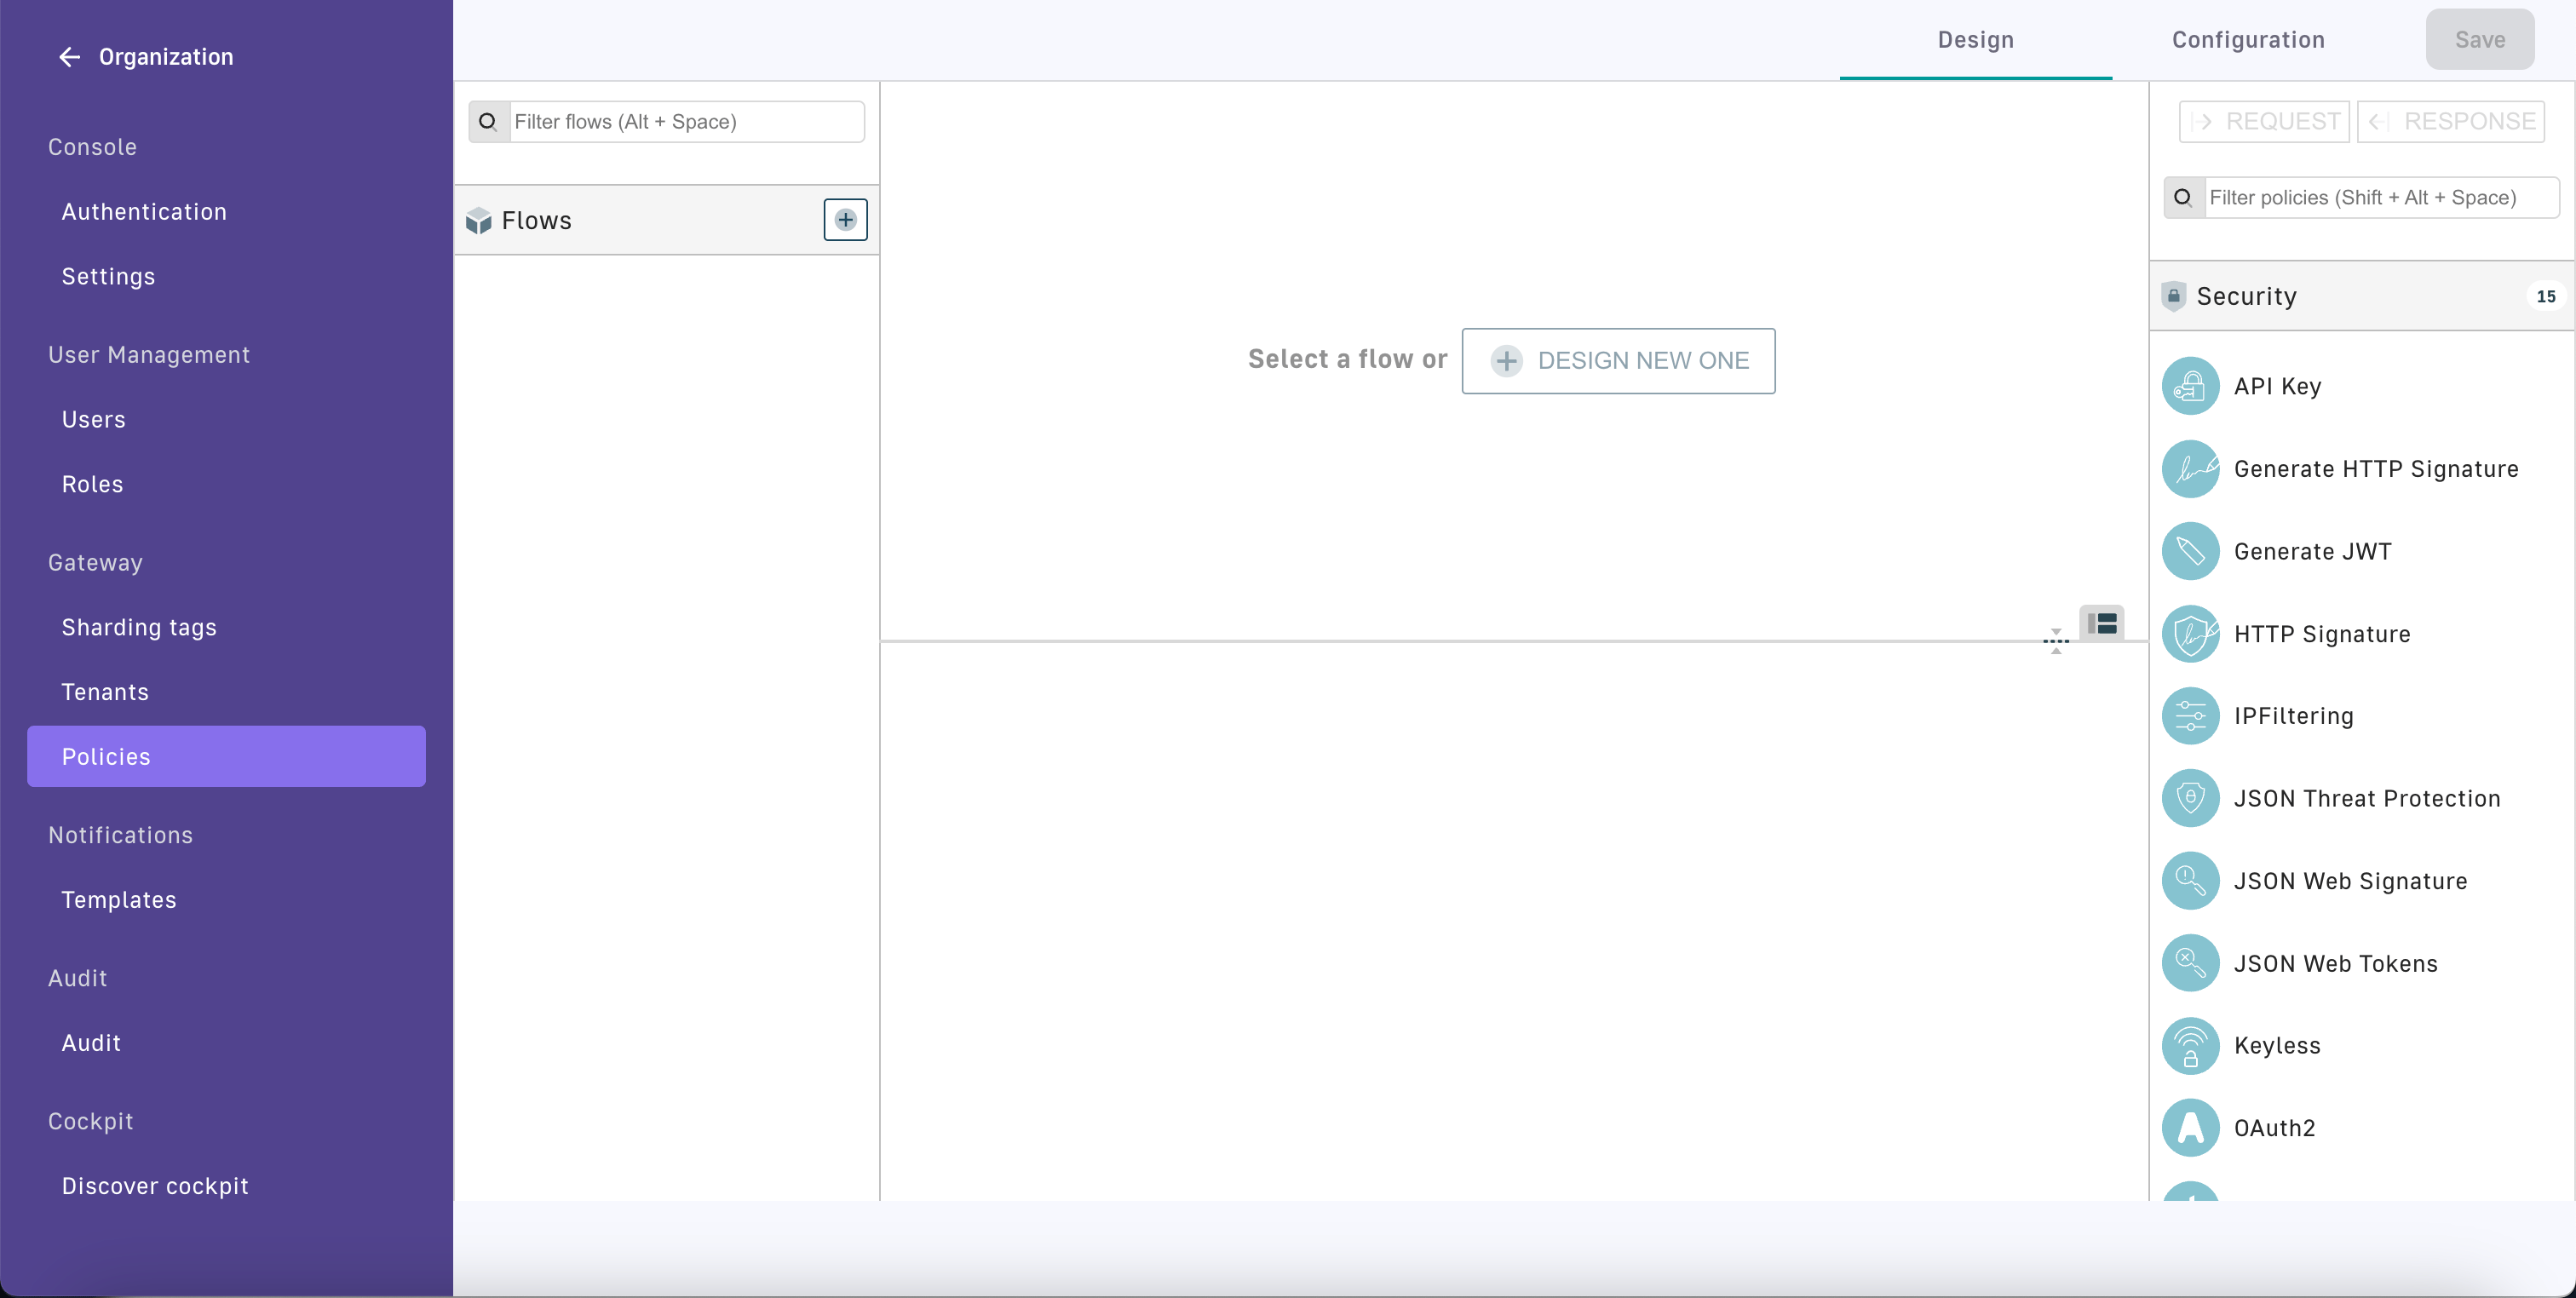 Organization
Console
Authentication
Settings
User Management
Users
Roles
Gateway
Sharding tags
Tenants
Policies
Notifications
Templates
Audit
Audit
Cockpit
Discover cockpit
Design
Configuration
Save
Filter flows (Alt + Space)
Flows
Select a flow or
DESIGN NEW ONE
REQUEST
RESPONSE
Filter policies (Shift + Alt + Space)
Security
15
API Key
Generate HTTP Signature
Generate JWT
HTTP Signature
IPFiltering
JSON Threat Protection
JSON Web Signature
JSON Web Tokens
Keyless
OAuth2